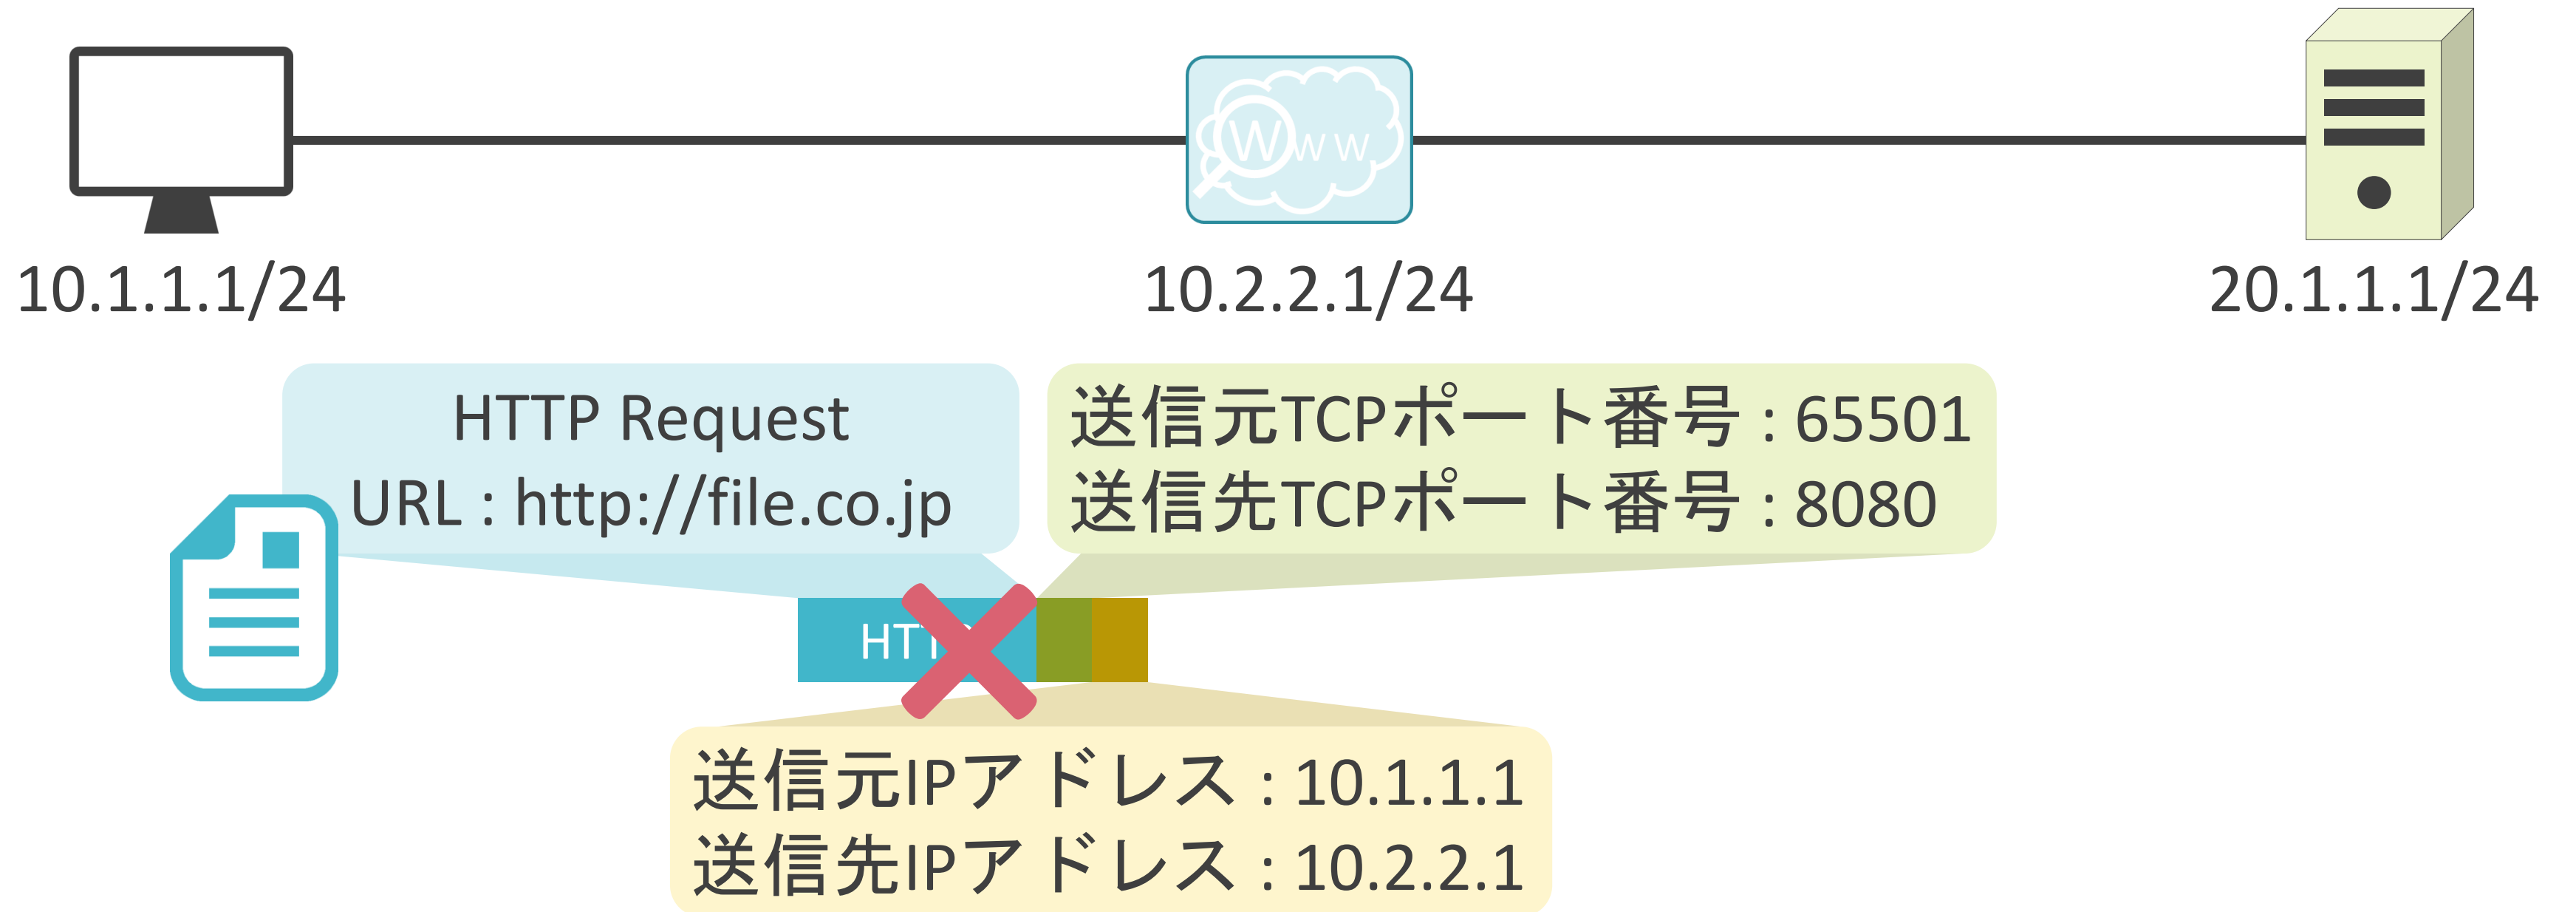 WWW
10.1.1.1/24
10.2.2.1/24
20.1.1.1/24
HTTP Request
URL : http://file.co.jp
送信元TCPポート番号 : 65501
送信先TCPポート番号 : 8080
送信元IPアドレス : 10.1.1.1
送信先IPアドレス : 10.2.2.1